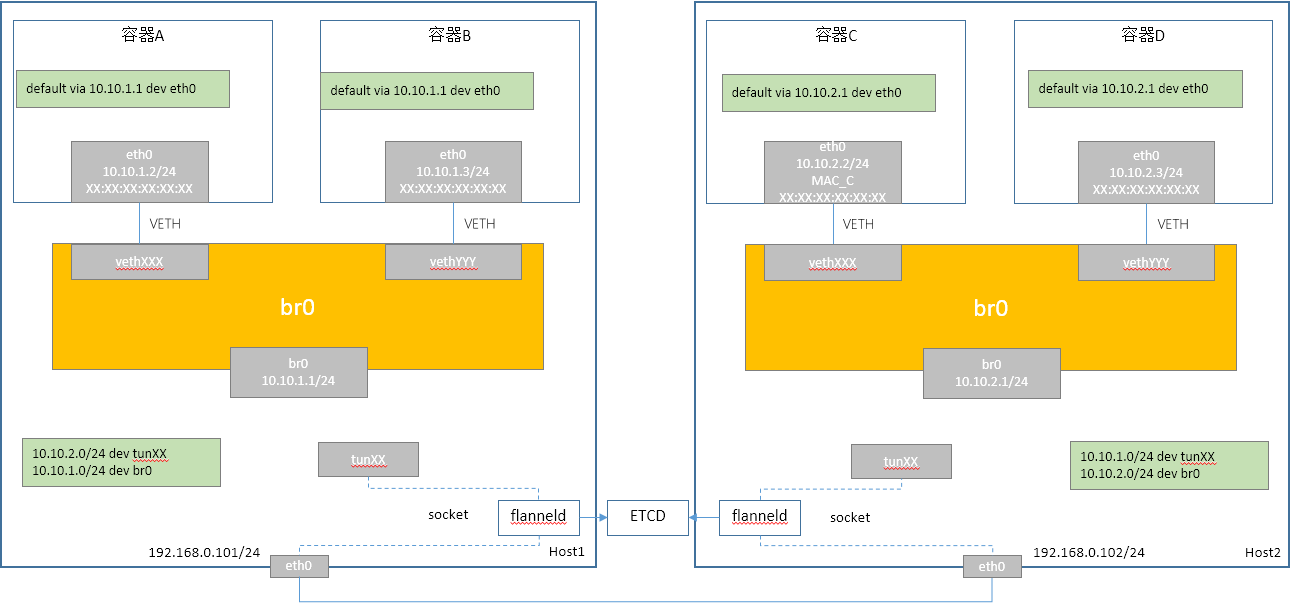 容器A
default via 10.10.1.1 dev eth0
eth0
10.10.1.2/24
XX:XX:XX:XX:XX:XX
VETH
vethXXX
容器B
default via 10.10.1.1 dev eth0
eth0
10.10.1.3/24
XX:XX:XX:XX:XX:XX
VETH
vethYYY
br0
br0
10.10.1.1/24
10.10.2.0/24 dev tunXX
10.10.1.0/24 dev br0
tunXX
socket
flanneld
192.168.0.101/24
eth0
Host1
ETCD
容器C
default via 10.10.2.1 dev eth0
eth0
10.10.2.2/24
MAC_C
XX:XX:XX:XX:XX:XX
VETH
vethXXX
容器D
default via 10.10.2.1 dev eth0
eth0
10.10.2.3/24
XX:XX:XX:XX:XX:XX
VETH
vethYYY
br0
br0
10.10.2.1/24
tunXX
10.10.1.0/24 dev tunXX
10.10.2.0/24 dev br0
flanneld
socket
eth0
192.168.0.102/24
Host2